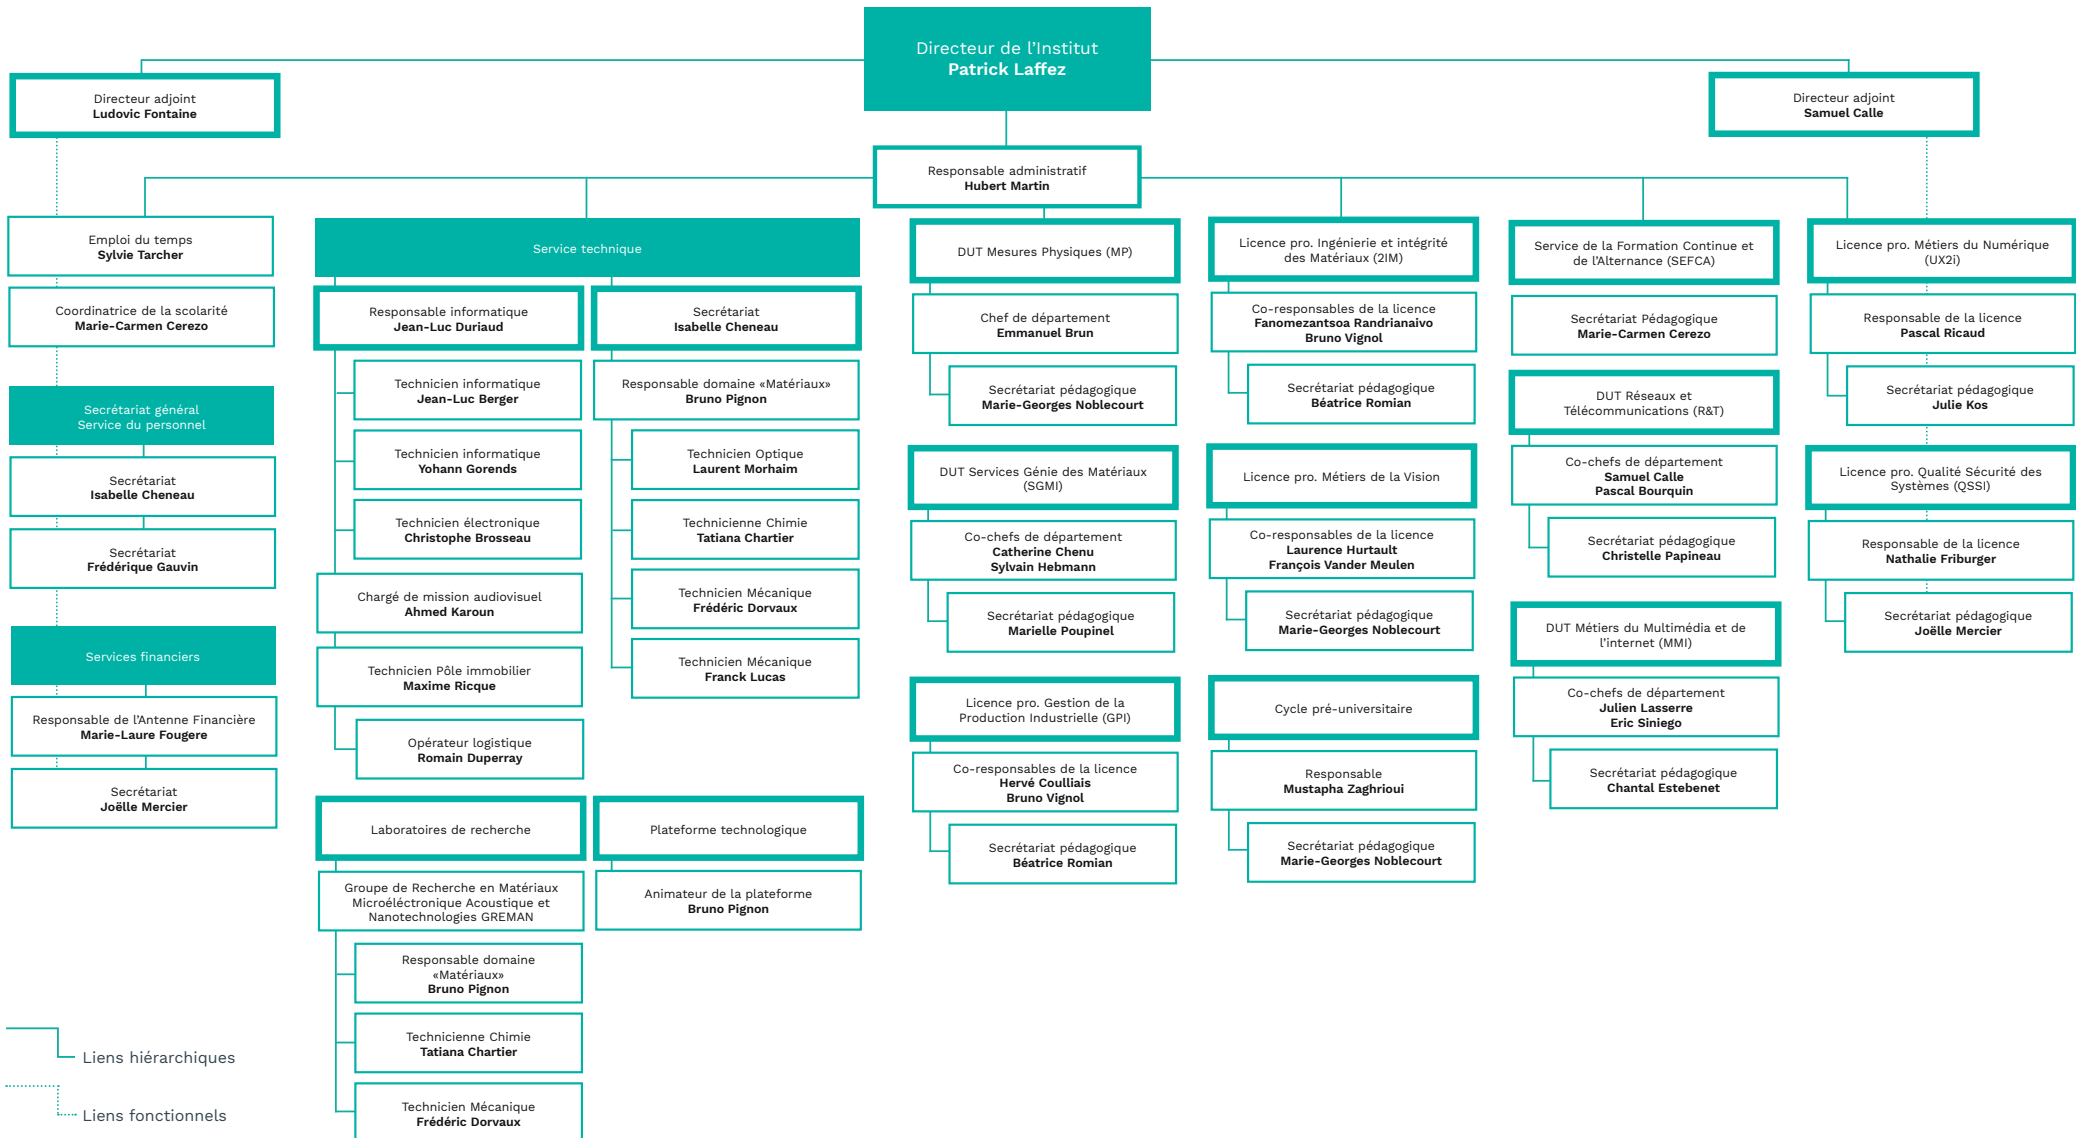 Directeur de l'Institut
Patrick Laffez
Directeur adjoint
Ludovic Fontaine
Directeur adjoint
Samuel Calle
Responsable administratif
Hubert Martin
Emploi du temps
Sylvie Tarcher
Coordinatrice de la scolarité
Marie-Carmen Cerezo
Secrétariat général
Service du personnel
Secrétariat
Isabelle Cheneau
Secrétariat
Frédérique Gauvin
Services financiers
Responsable de l'Antenne Financière
Marie-Laure Fougere
Secrétariat
Joëlle Mercier
Service technique
Responsable informatique
Jean-Luc Duriaud
Technicien informatique
Jean-Luc Berger
Technicien informatique
Yohann Gorends
Technicien électronique
Christophe Brosseau
Chargé de mission audiovisuel
Ahmed Karoun
Technicien Pôle immobilier
Maxime Ricque
Opérateur logistique
Romain Duperray
Secrétariat
Isabelle Cheneau
Responsable domaine «Matériaux»
Bruno Pignon
Technicien Optique
Laurent Morhaim
Technicienne Chimie
Tatiana Chartier
Technicien Mécanique
Frédéric Dorvaux
Technicien Mécanique
Franck Lucas
Laboratoires de recherche
Groupe de Recherche en Matériaux
Microéléctronique Acoustique et
Nanotechnologies GREMAN
Responsable domaine
«Matériaux»
Bruno Pignon
Technicienne Chimie
Tatiana Chartier
Technicien Mécanique
Frédéric Dorvaux
Plateforme technologique
Animateur de la plateforme
Bruno Pignon
DUT Mesures Physiques (MP)
Chef de département
Emmanuel Brun
Secrétariat pédagogique
Marie-Georges Noblecourt
DUT Services Génie des Matériaux
(SGMI)
Co-chefs de département
Catherine Chenu
Sylvain Hebmann
Secrétariat pédagogique
Marielle Poupinel
Licence pro. Gestion de la
Production Industrielle (GPI)
Co-responsables de la licence
Hervé Coulliais
Bruno Vignol
Secrétariat pédagogique
Béatrice Romian
Licence pro. Ingénierie et intégrité
des Matériaux (2IM)
Co-responsables de la licence
Fanomezantsoa Randrianaivo
Bruno Vignol
Secrétariat pédagogique
Béatrice Romian
Licence pro. Métiers de la Vision
Co-responsables de la licence
Laurence Hurtault
François Vander Meulen
Secrétariat pédagogique
Marie-Georges Noblecourt
Cycle pré-universitaire
Responsable
Mustapha Zaghrioui
Secrétariat pédagogique
Marie-Georges Noblecourt
Service de la Formation Continue et
de l'Alternance (SEFCA)
Secrétariat Pédagogique
Marie-Carmen Cerezo
DUT Réseaux et
Télécommunications (R&T)
Co-chefs de département
Samuel Calle
Pascal Bourquin
Secrétariat pédagogique
Christelle Papineau
DUT Métiers du Multimédia et de
l'internet (MMI)
Co-chefs de département
Julien Lasserre
Eric Siniego
Secrétariat pédagogique
Chantal Estebenet
Licence pro. Métiers du Numérique
(UX2i)
Responsable de la licence
Pascal Ricaud
Secrétariat pédagogique
Julie Kos
Licence pro. Qualité Sécurité des
Systèmes (QSSI)
Responsable de la licence
Nathalie Friburger
Secrétariat pédagogique
Joëlle Mercier
Liens hiérarchiques
Liens fonctionnels